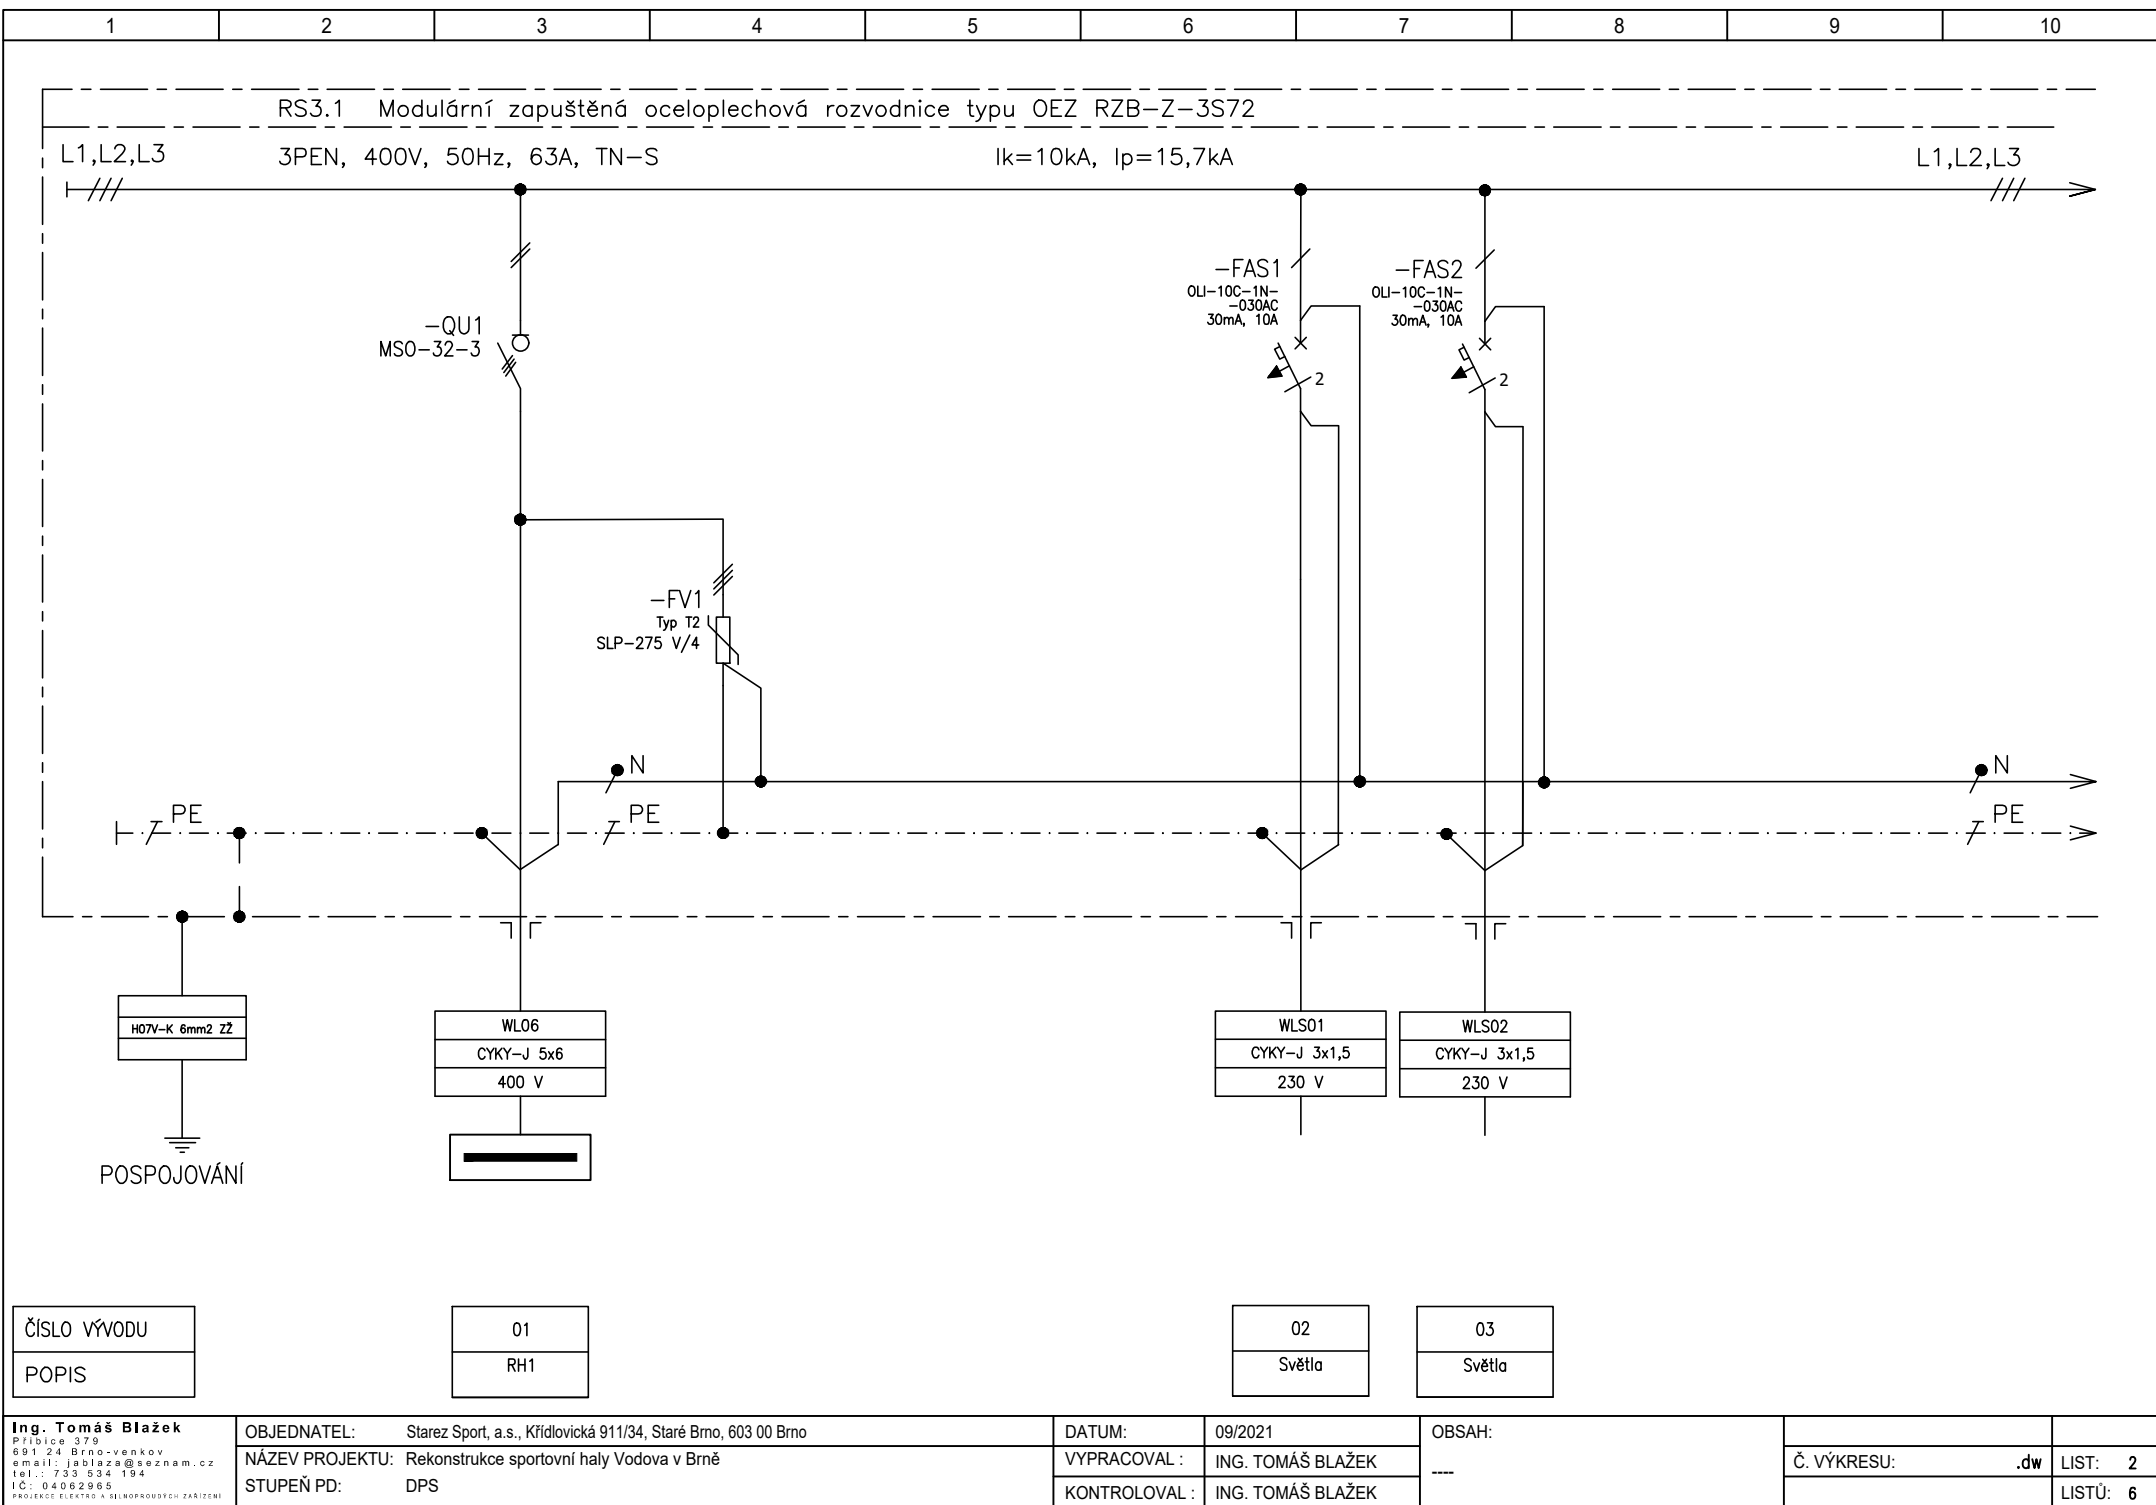 1 2 3 4 5 6 7 8 9 10
RS3.1 Modulární zapuštěná oceloplechová rozvodnice typu OEZ RZB-Z-3S72
L1,L2,L3 3PEN, 400V, 50Hz, 63A, TN-S Ik=10kA, Ip=15,7kA L1,L2,L3
-QU1
MSO-32-3
-FAS1
OLI-10C-1N-
-030AC
30mA, 10A
2
-FAS2
OLI-10C-1N-
-030AC
30mA, 10A
2
-FV1
Typ T2
SLP-275 V/4
N N
PE PE PE
H07V-K 6mm2 ZŽ
POSPOJOVÁNÍ
WL06
CYKY-J 5x6
400 V
WLS01
CYKY-J 3x1,5
230 V
WLS02
CYKY-J 3x1,5
230 V
ČÍSLO VÝVODU 01 02 03
POPIS RH1 Světla Světla
Ing. Tomáš Blažek
Přibice 379
691 24 Brno-venkov
email: jablaza@seznam.cz
tel.: 733 534 194
IČ: 04062965
PROJEKCE ELEKTRO A SILNOPROUDÝCH ZAŘÍZENÍ
OBJEDNATEL: Starez Sport, a.s., Křídlovická 911/34, Staré Brno, 603 00 Brno
NÁZEV PROJEKTU: Rekonstrukce sportovní haly Vodova v Brně
STUPEŇ PD: DPS
DATUM: 09/2021
VYPRACOVAL : ING. TOMÁŠ BLAŽEK
KONTROLOVAL : ING. TOMÁŠ BLAŽEK
OBSAH:
----
Č. VÝKRESU: .dw
LIST: 2
LISTŮ: 6